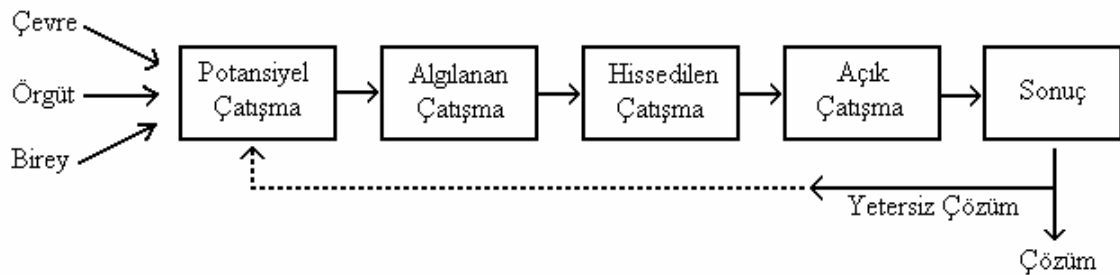 Çevre
Örgüt
Birey
Potansiyel
Çatışma
Algılanan
Çatışma
Hissedilen
Çatışma
Açık
Çatışma
Sonuç
Yetersiz Çözüm
Çözüm